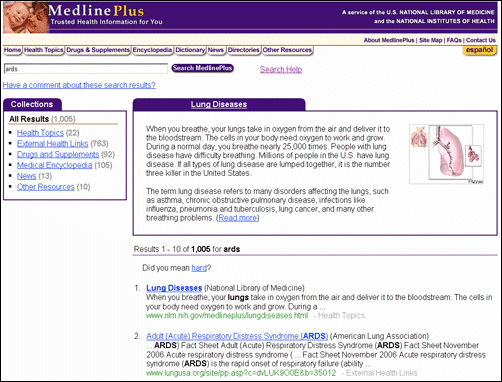 MedlinePlus
Trusted Health Information for You
A service of the U.S. NATIONAL LIBRARY OF MEDICINE
and the NATIONAL INSTITUTES OF HEALTH
About MedlinePlus | Site Map | FAQs | Contact Us
Home Health Topics Drugs & Supplements Encyclopedia Dictionary News Directories Other Resources
español
ards Search MedlinePlus Search Help
Have a comment about these search results?
Collections
All Results (1,005)
Health Topics (22)
External Health Links (763)
Drugs and Supplements (92)
Medical Encyclopedia (105)
News (13)
Other Resources (10)
Lung Diseases
When you breathe, your lungs take in oxygen from the air and deliver it to
the bloodstream. The cells in your body need oxygen to work and grow.
During a normal day, you breathe nearly 25,000 times. People with lung
disease have difficulty breathing. Millions of people in the U.S. have lung
disease. If all types of lung disease are lumped together, it is the number
three killer in the United States.
The term lung disease refers to many disorders affecting the lungs, such
as asthma, chronic obstructive pulmonary disease, infections like
influenza, pneumonia and tuberculosis, lung cancer, and many other
breathing problems. (Read more)
Results 1 - 10 of 1,005 for ards
Did you mean hard?
1. Lung Diseases (National Library of Medicine)
When you breathe, your lungs take in oxygen from the air and deliver it to the bloodstream. The cells in
your body need oxygen to work and grow. During a ...
www.nlm.nih.gov/medlineplus/lungdiseases.html - Health Topics
2. Adult (Acute) Respiratory Distress Syndrome (ARDS) (American Lung Association)
... ARDS) Fact Sheet Adult (Acute) Respiratory Distress Syndrome (ARDS) Fact Sheet November
2006 Acute respiratory distress syndrome ( ... Fact Sheet November 2006 Acute respiratory distress
syndrome (ARDS) is the rapid onset of respiratory failure (ability ...
www.lungusa.org/site/pp.asp?c=dvLUK9O0E&b=35012 - External Health Links